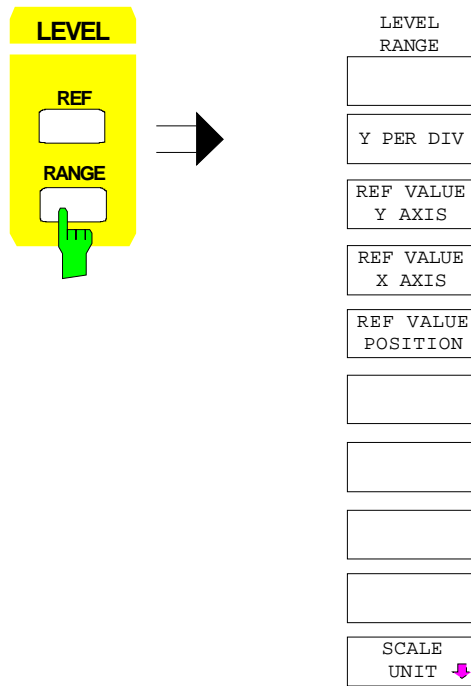 LEVEL
REF
RANGE
LEVEL
RANGE
Y PER DIV
REF VALUE
Y AXIS
REF VALUE
X AXIS
REF VALUE
POSITION
SCALE
UNIT